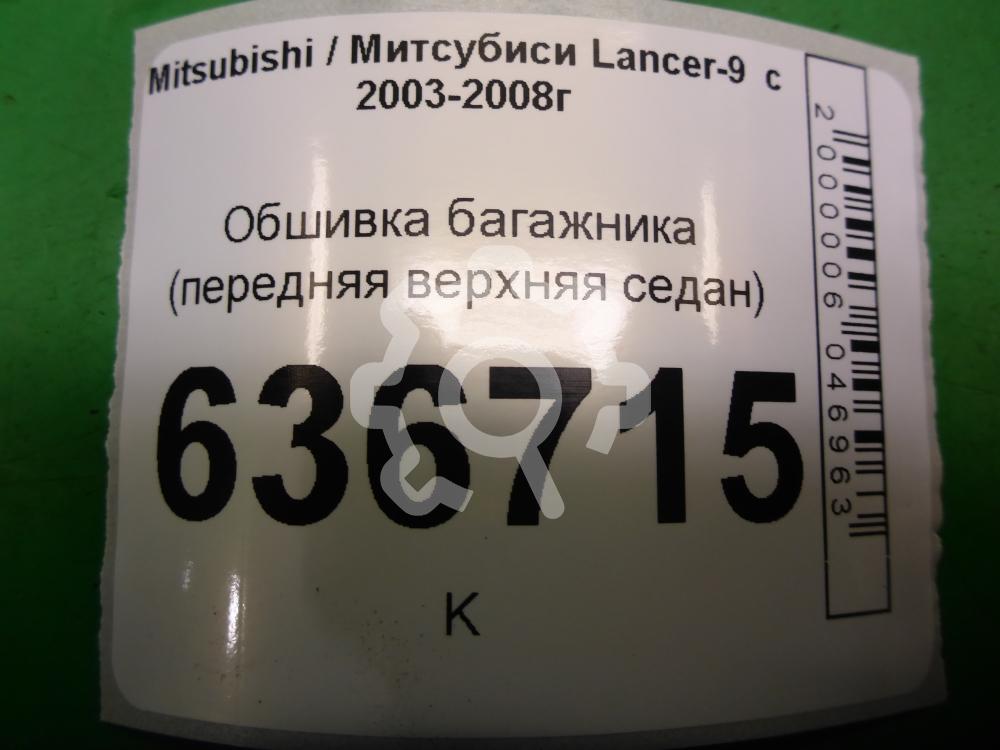 Mitsubishi / Митсубиси Lancer-9 с
2003-2008г
Обшивка багажника
(передняя верхняя седан)
636715
К
2000006046963